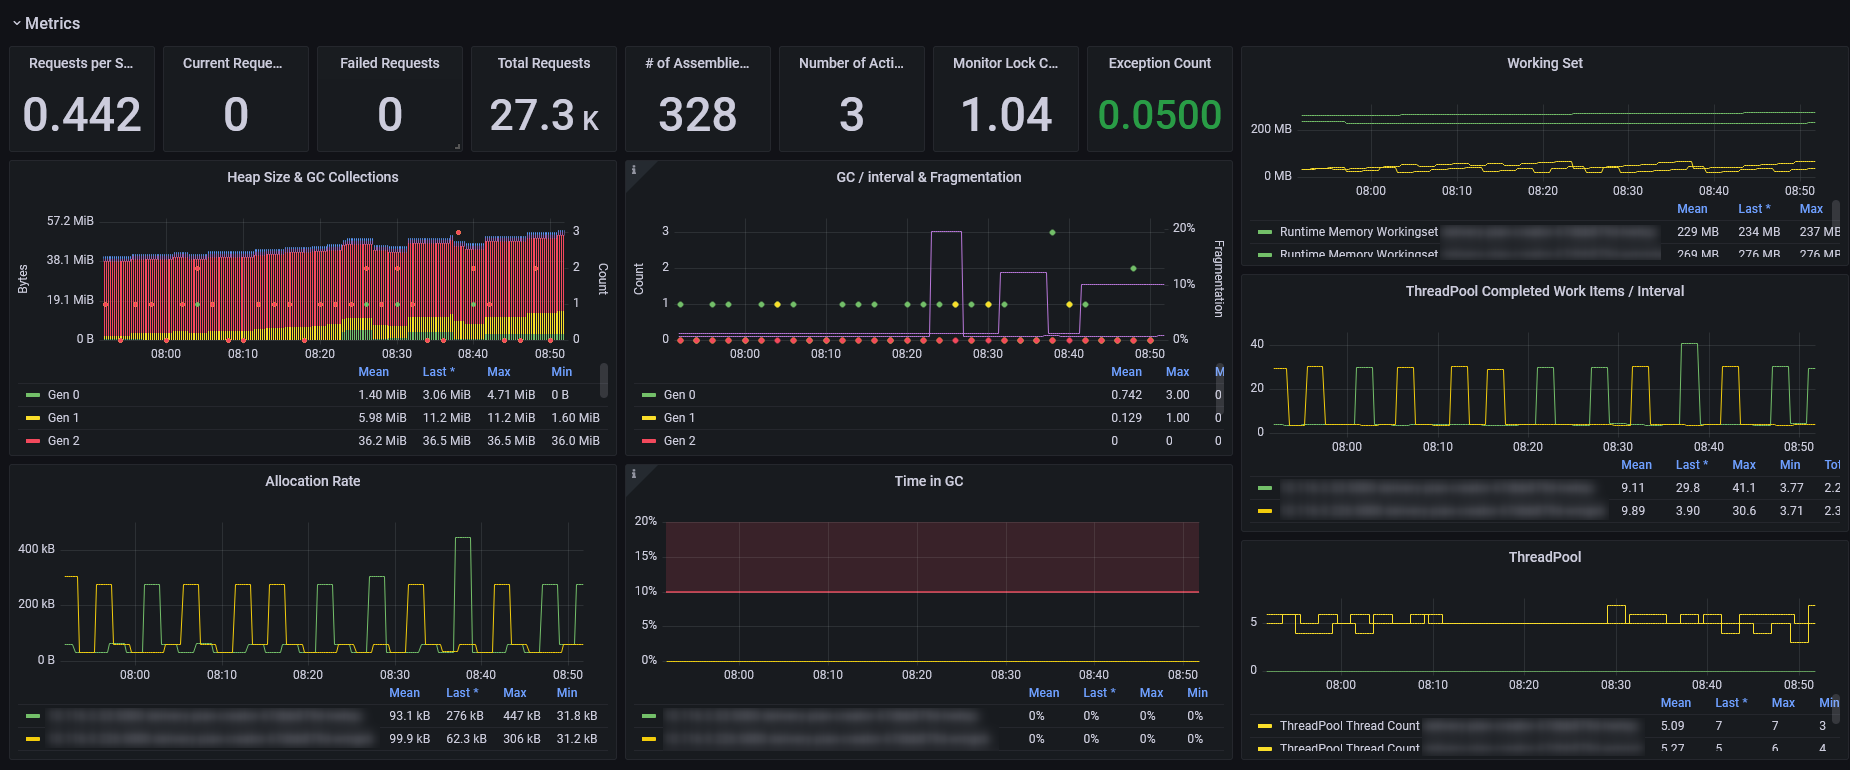 Metrics
Requests per S...
0.442
Current Reque...
0
Failed Requests
0
Total Requests
27.3 K
# of Assemblie...
328
Number of Acti...
3
Monitor Lock C...
1.04
Exception Count
0.0500
Working Set
200 MB
0 MB
08:00 08:10 08:20 08:30 08:40 08:50
Mean Last * Max
Runtime Memory Workingset 229 MB 234 MB 237 MB
Runtime Memory Workingset 269 MB 276 MB 276 MB
Heap Size & GC Collections
57.2 MiB
38.1 MiB
19.1 MiB
0 B
Bytes
3
2
1
0
Count
08:00 08:10 08:20 08:30 08:40 08:50
Mean Last * Max Min
Gen 0 1.40 MiB 3.06 MiB 4.71 MiB 0 B
Gen 1 5.98 MiB 11.2 MiB 11.2 MiB 1.60 MiB
Gen 2 36.2 MiB 36.5 MiB 36.5 MiB 36.0 MiB
i
GC / interval & Fragmentation
3
2
1
0
Count
20%
10%
0%
Fragmentation
08:00 08:10 08:20 08:30 08:40 08:50
Mean Max M
Gen 0 0.742 3.00 0
Gen 1 0.129 1.00 0
Gen 2 0 0 0
ThreadPool Completed Work Items / Interval
40
20
0
08:00 08:10 08:20 08:30 08:40 08:50
Mean Last * Max Min Tot
9.11 29.8 41.1 3.77 2.2
9.89 3.90 30.6 3.71 2.3
Allocation Rate
400 kB
200 kB
0 B
08:00 08:10 08:20 08:30 08:40 08:50
Mean Last * Max Min
93.1 kB 276 kB 447 kB 31.8 kB
99.9 kB 62.3 kB 306 kB 31.2 kB
i
Time in GC
20%
15%
10%
5%
0%
08:00 08:10 08:20 08:30 08:40 08:50
Mean Last * Max Min
0% 0% 0% 0%
0% 0% 0% 0%
ThreadPool
5
0
08:00 08:10 08:20 08:30 08:40 08:50
Mean Last * Max Min
ThreadPool Thread Count 5.09 7 7 3
ThreadPool Thread Count 5.27 5 6 4